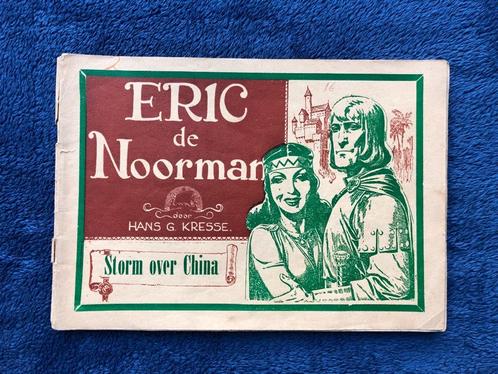 ERIC
de
Noorman
door
HANS G. KRESSE.
Storm over China
16